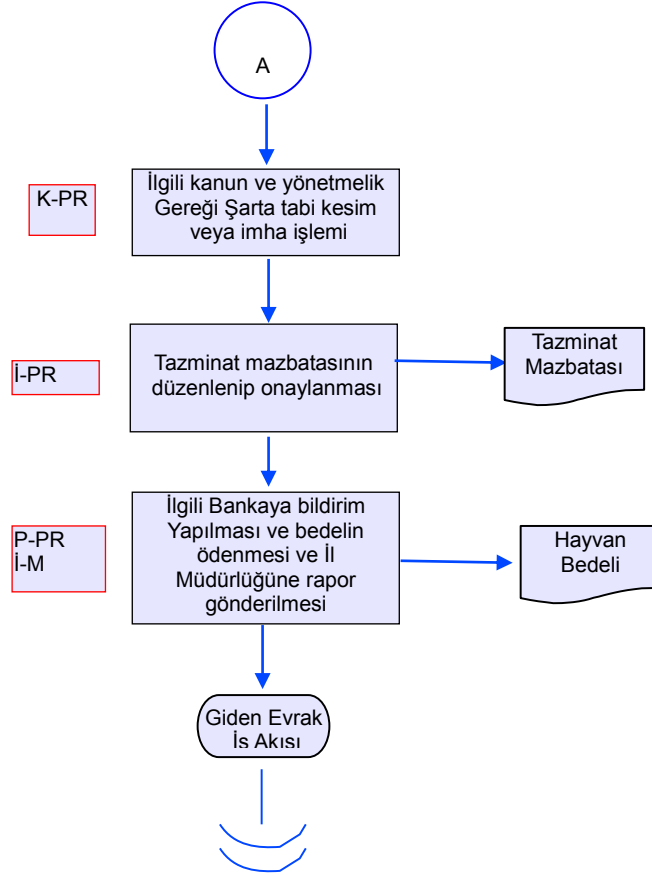 A
K-PR
İlgili kanun ve yönetmelik
Gereği Şarta tabi kesim
veya imha işlemi
İ-PR
Tazminat mazbatasının
düzenlenip onaylanması
Tazminat
Mazbatası
P-PR
İ-M
İlgili Bankaya bildirim
Yapılması ve bedelin
ödenmesi ve İl
Müdürlüğüne rapor
gönderilmesi
Hayvan
Bedeli
Giden Evrak
İş Akışı